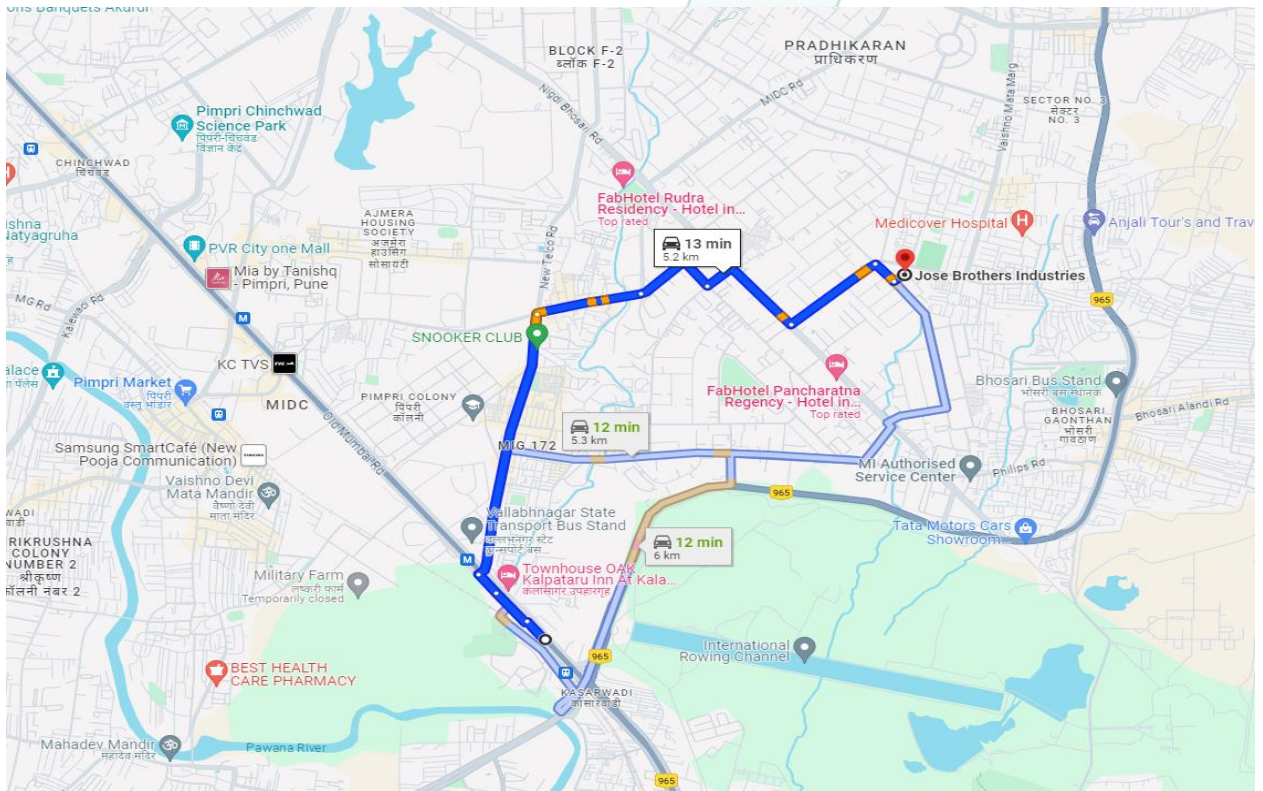 BLOCK F-2
ब्लॉक F-2
PRADHIKARAN
प्राधिकरण
Nigdi Bhosari Rd
MIDC Rd
Vaishno Mata Marg
SECTOR NO. 3
सेक्टर
NO. 3
Pimpri Chinchwad
Science Park
पिंपरी-चिंचवड
विज्ञान केंद्र
CHINCHWAD
चिंचवड
FabHotel Rudra
Residency - Hotel in...
Top rated
AJMERA
HOUSING
SOCIETY
अजमेरा
हाउसिंग
सोसायटी
New Telco Rd
Medicover Hospital
Anjali Tour's and Trav
Natyagruha
PVR City one Mall
Mia by Tanishq
- Pimpri, Pune
13 min
5.2 km
Jose Brothers Industries
MG Rd
Kalewadi Rd
965
SNOOKER CLUB
KC TVS
Pimpri Market
पिंपरी
वस्तू भांडार
MIDC
PIMPRI COLONY
पिंपरी
कॉलनी
FabHotel Pancharatna
Regency - Hotel in...
Top rated
Bhosari Bus Stand
भोसरी बस स्थानक
BHOSARI
GAONTHAN
भोसरी
गावठाण
Bhosari Alandi Rd
Old Mumbai Rd
12 min
5.3 km
MIG 172
Samsung SmartCafé (New
Pooja Communication)
MI Authorised
Service Center
Philips Rd
Vaishno Devi
Mata Mandir
वैष्णो देवी
माता मंदिर
965
Vallabhnagar State
Transport Bus Stand
Tata Motors Cars
Showroom...
RIKRUSHNA
COLONY
NUMBER 2
श्रीकृष्ण
कॉलनी नंबर 2
12 min
6 km
Townhouse OAK
Kalpataru Inn At Kala...
कलासागर उपहारगृह
Military Farm
लष्करी फार्म
Temporarily closed
International
Rowing Channel
965
BEST HEALTH
CARE PHARMACY
KASARWADI
कासारवाडी
Mahadev Mandir
महादेव मंदिर
Pawana River
965